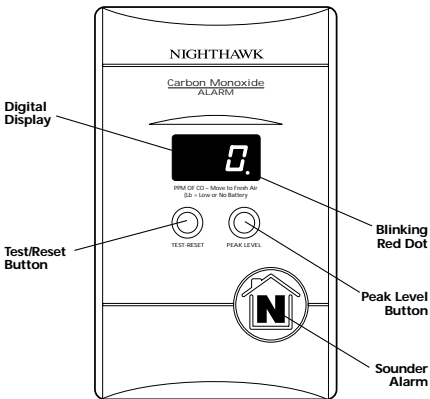 NIGHTHAWK
Carbon Monoxide
ALARM
Digital
Display
0.
PPM OF CO – Move to Fresh Air
(Lb = Low or No Battery
TEST-RESET
PEAK LEVEL
Blinking
Red Dot
Test/Reset
Button
Peak Level
Button
N
Sounder
Alarm